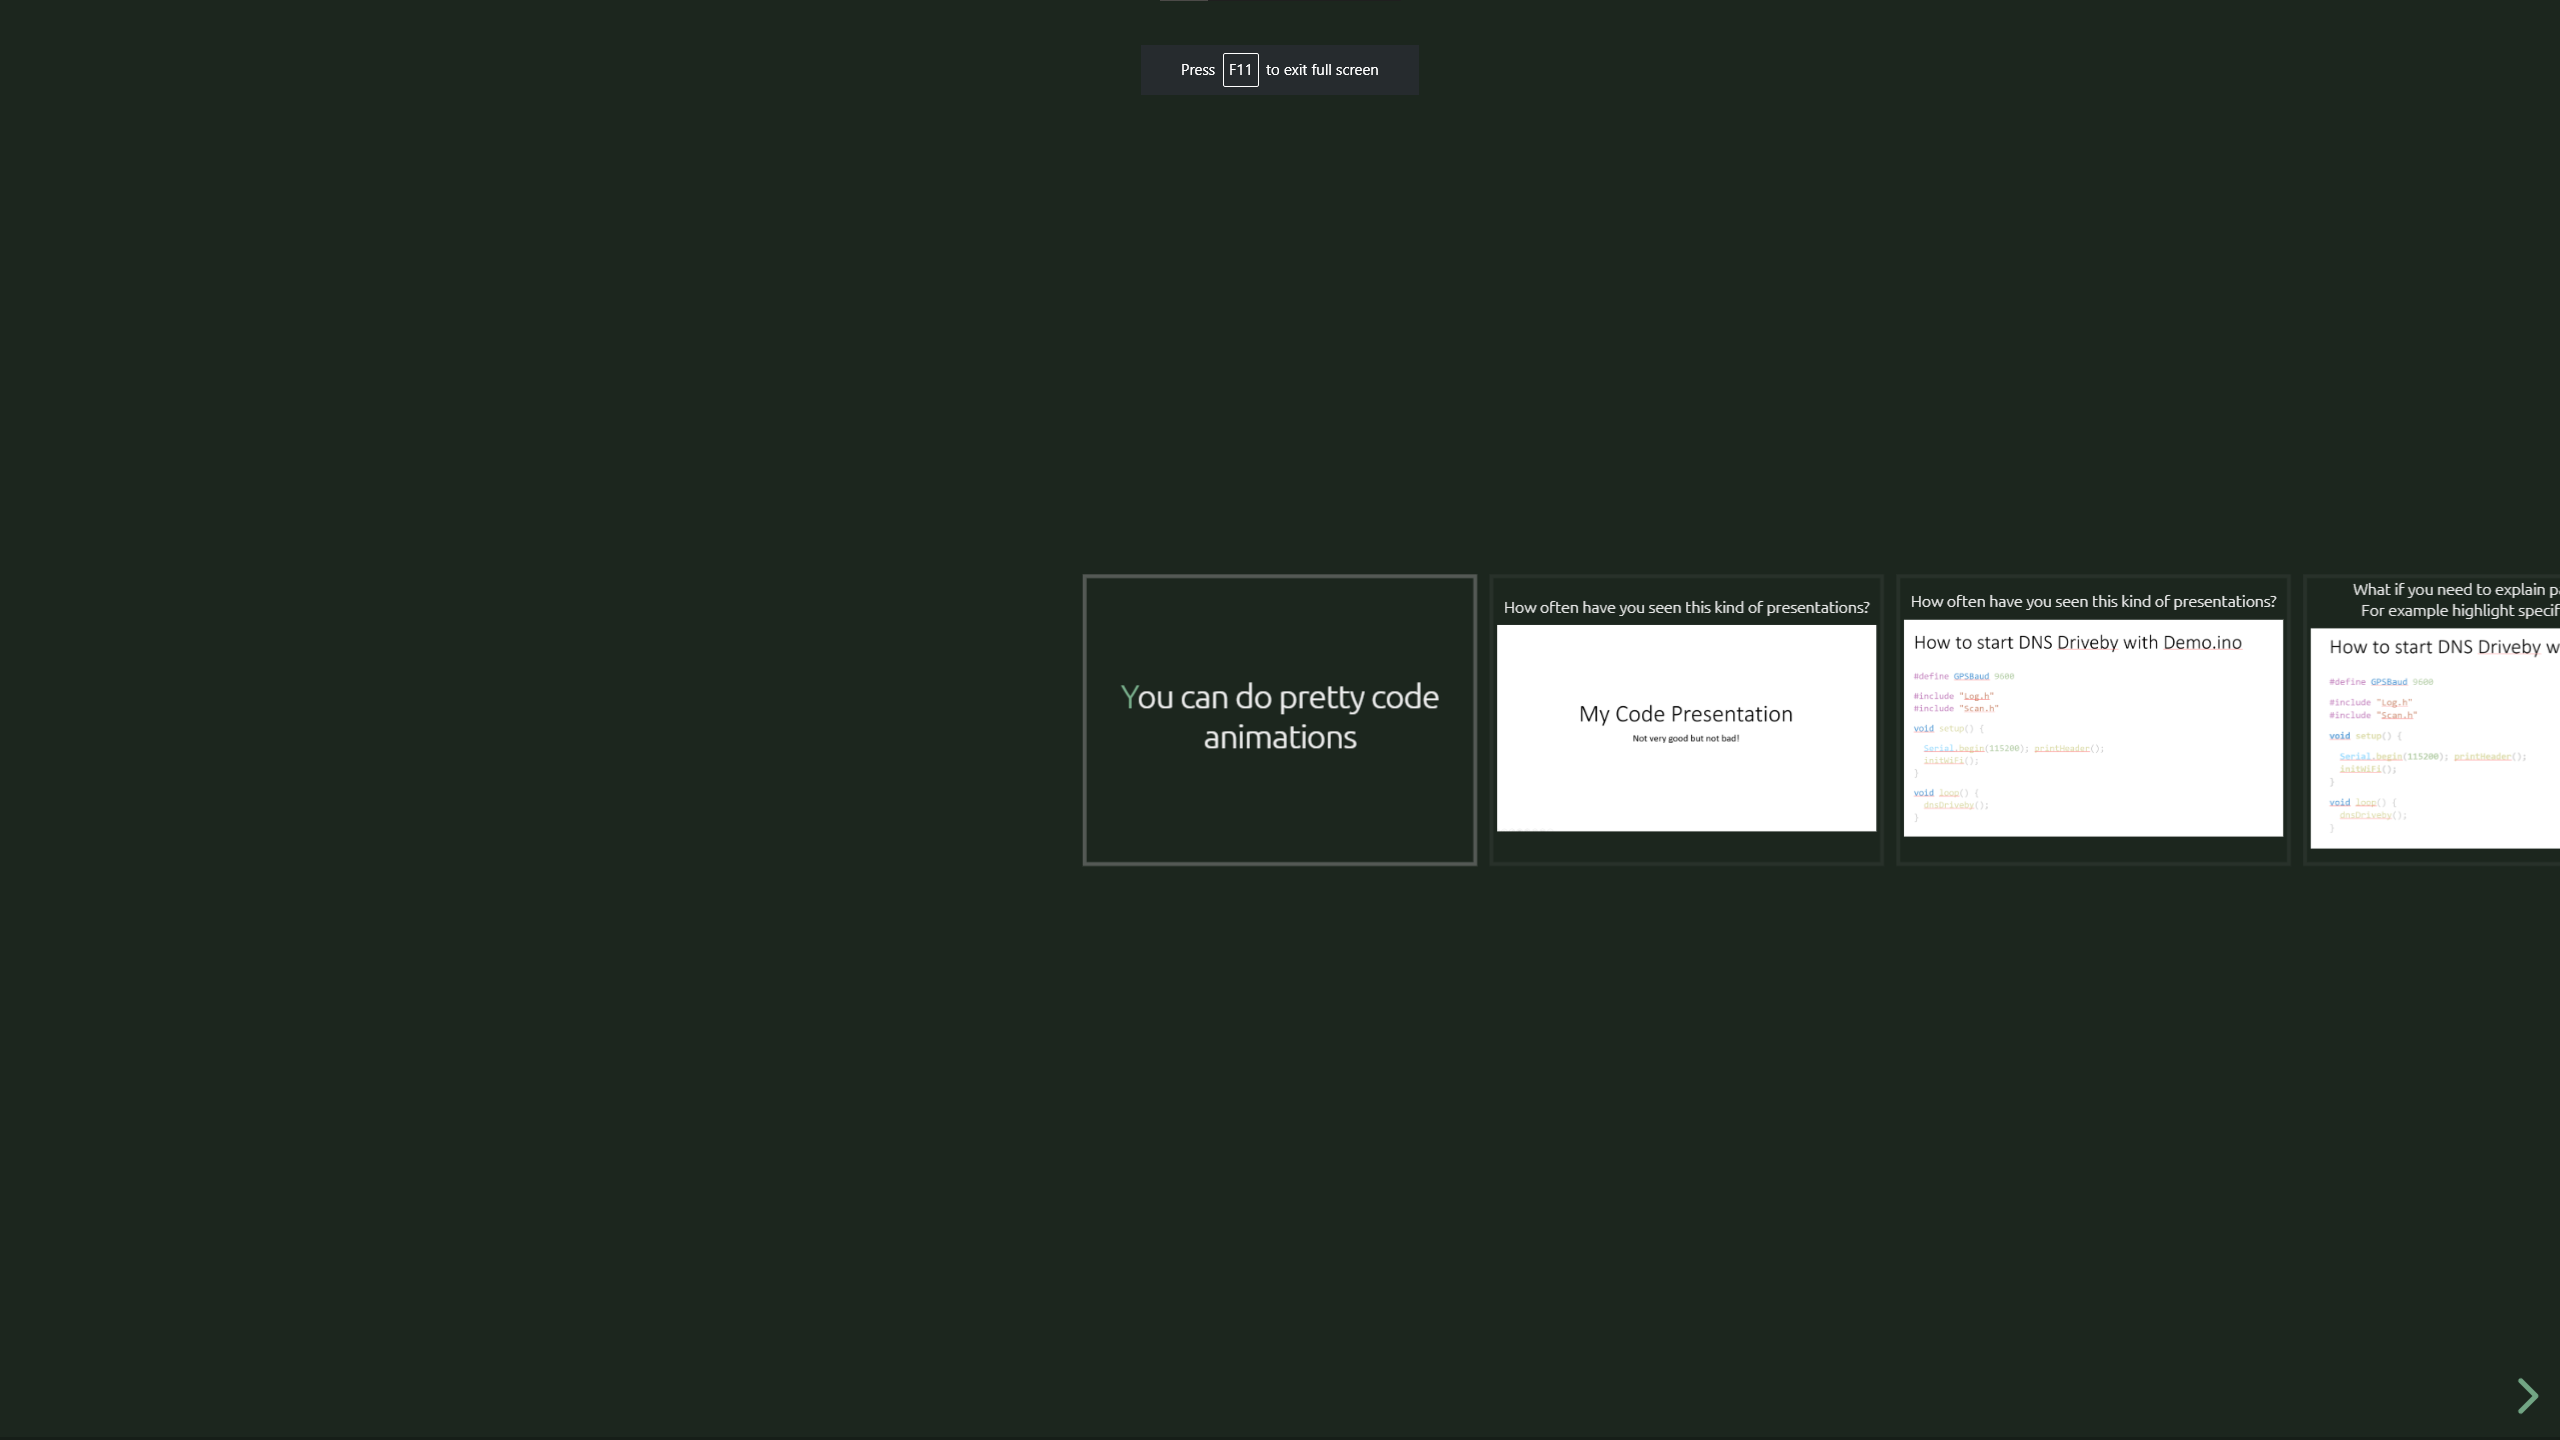 Press F11 to exit full screen
You can do pretty code
animations
How often have you seen this kind of presentations?
My Code Presentation
Not very good but not bad!
How often have you seen this kind of presentations?
How to start DNS Driveby with Demo.ino
#define GPSBaud 9600
#include "Log.h"
#include "Scan.h"
void setup() {
Serial.begin(115200); printHeader();
initWiFi();
}
void loop() {
dnsDriveby();
}
What if you need to explain p
For example highlight specif
How to start DNS Driveby w
#define GPSBaud 9600
#include "Log.h"
#include "Scan.h"
void setup() {
Serial.begin(115200); printHeader();
initWiFi();
}
void loop() {
dnsDriveby();
}